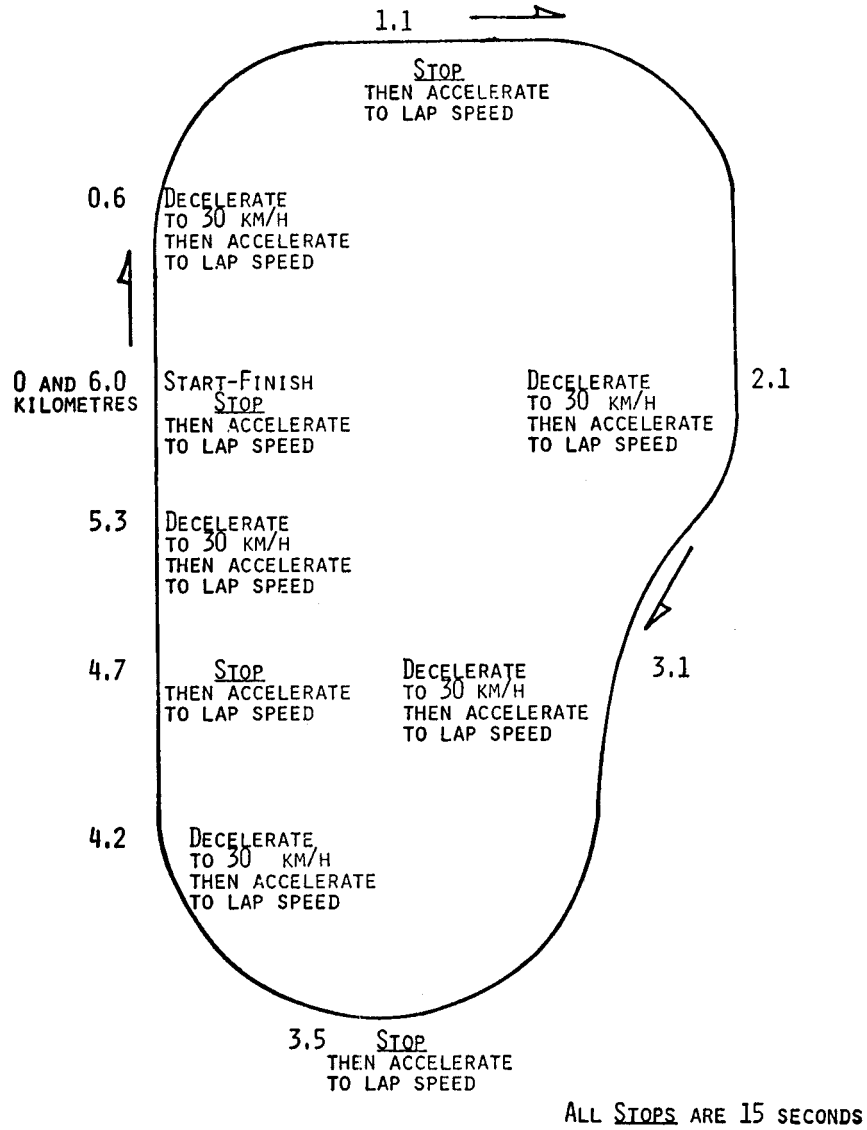 1.1
STOP
THEN ACCELERATE
TO LAP SPEED
0.6
DECELERATE
TO 30 KM/H
THEN ACCELERATE
TO LAP SPEED
0 AND 6.0
KILOMETRES
START-FINISH
STOP
THEN ACCELERATE
TO LAP SPEED
DECELERATE
TO 30 KM/H
THEN ACCELERATE
TO LAP SPEED
2.1
5.3
DECELERATE
TO 30 KM/H
THEN ACCELERATE
TO LAP SPEED
4.7
STOP
THEN ACCELERATE
TO LAP SPEED
DECELERATE
TO 30 KM/H
THEN ACCELERATE
TO LAP SPEED
3.1
4.2
DECELERATE
TO 30 KM/H
THEN ACCELERATE
TO LAP SPEED
3.5
STOP
THEN ACCELERATE
TO LAP SPEED
ALL STOPS ARE 15 SECONDS